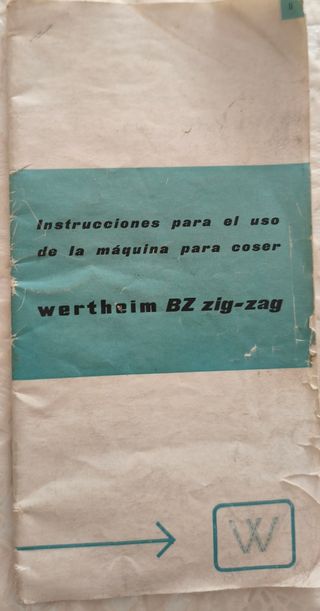 Instrucciones para el uso
de la máquina para coser
wertheim BZ zig-zag
W